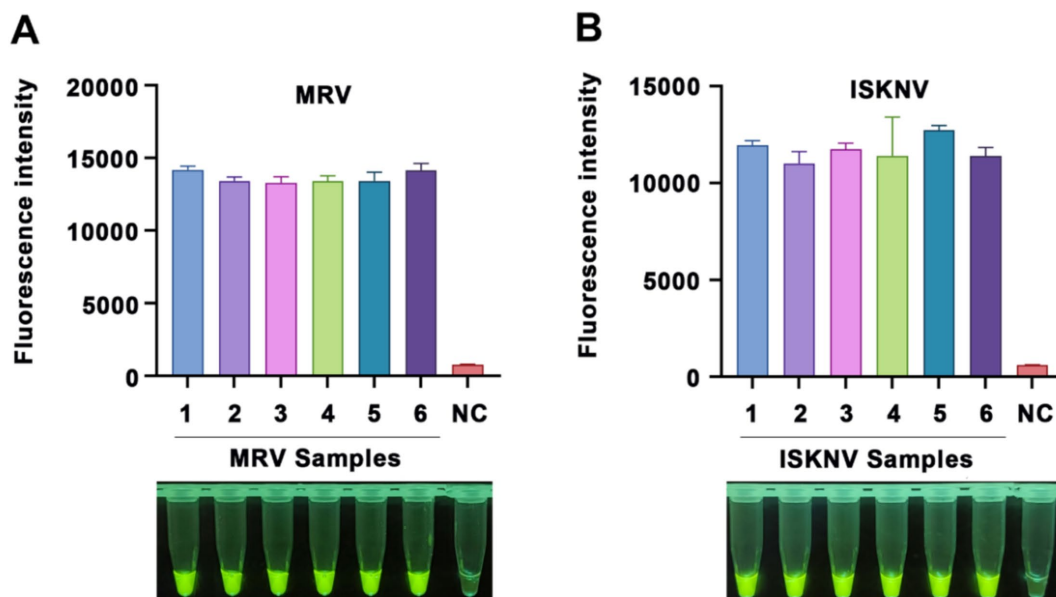 A
Fluorescence intensity
MRV
20000
15000
10000
5000
0
1 2 3 4 5 6 NC
MRV Samples
B
Fluorescence intensity
ISKNV
15000
10000
5000
0
1 2 3 4 5 6 NC
ISKNV Samples